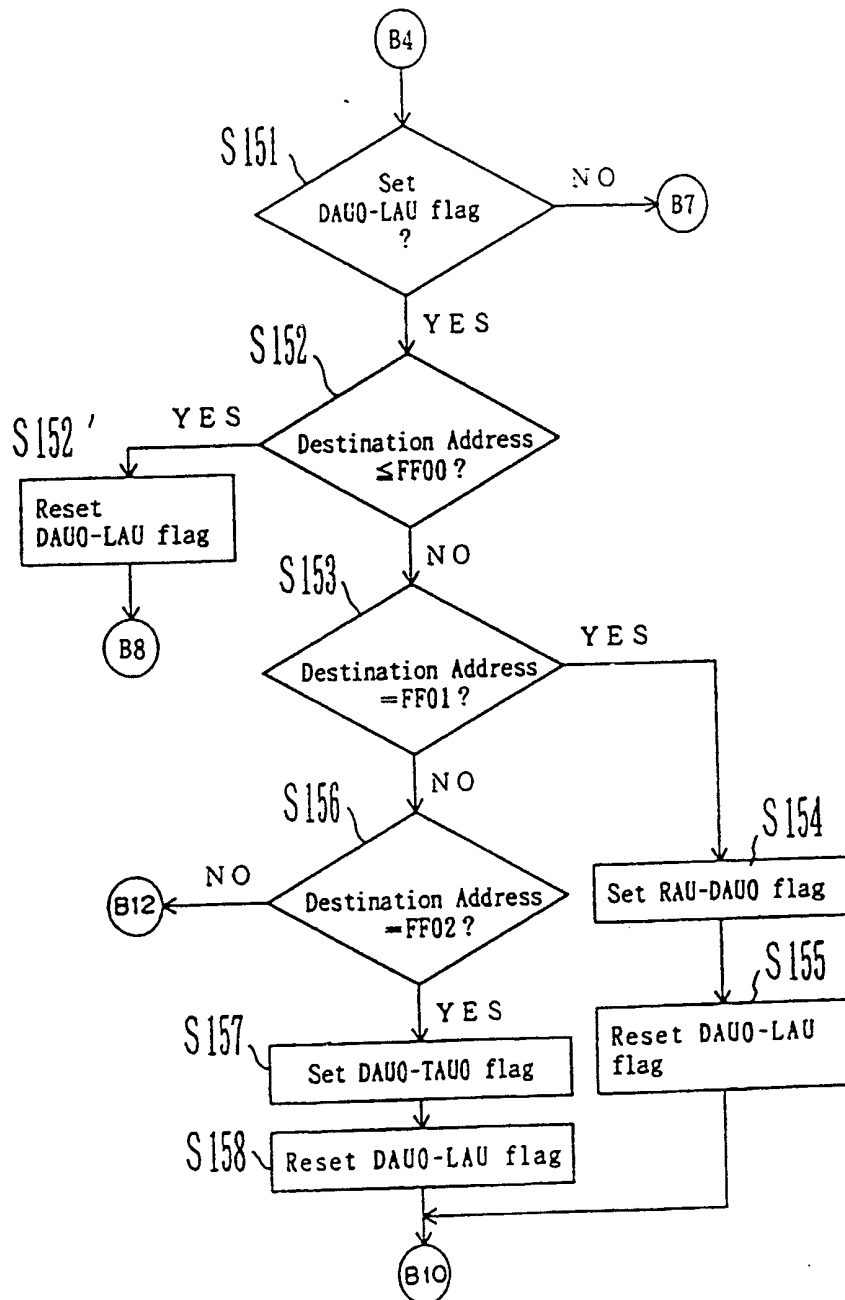 B4
S151
Set
DAU0-LAU flag
?
NO
B7
YES
S152
Destination Address
≦FF00?
YES
S152'
Reset
DAU0-LAU flag
B8
NO
S153
Destination Address
=FF01?
YES
NO
S156
Destination Address
=FF02?
NO
B12
S154
Set RAU-DAU0 flag
S155
Reset DAU0-LAU
flag
YES
S157
Set DAU0-TAU0 flag
S158
Reset DAU0-LAU flag
B10